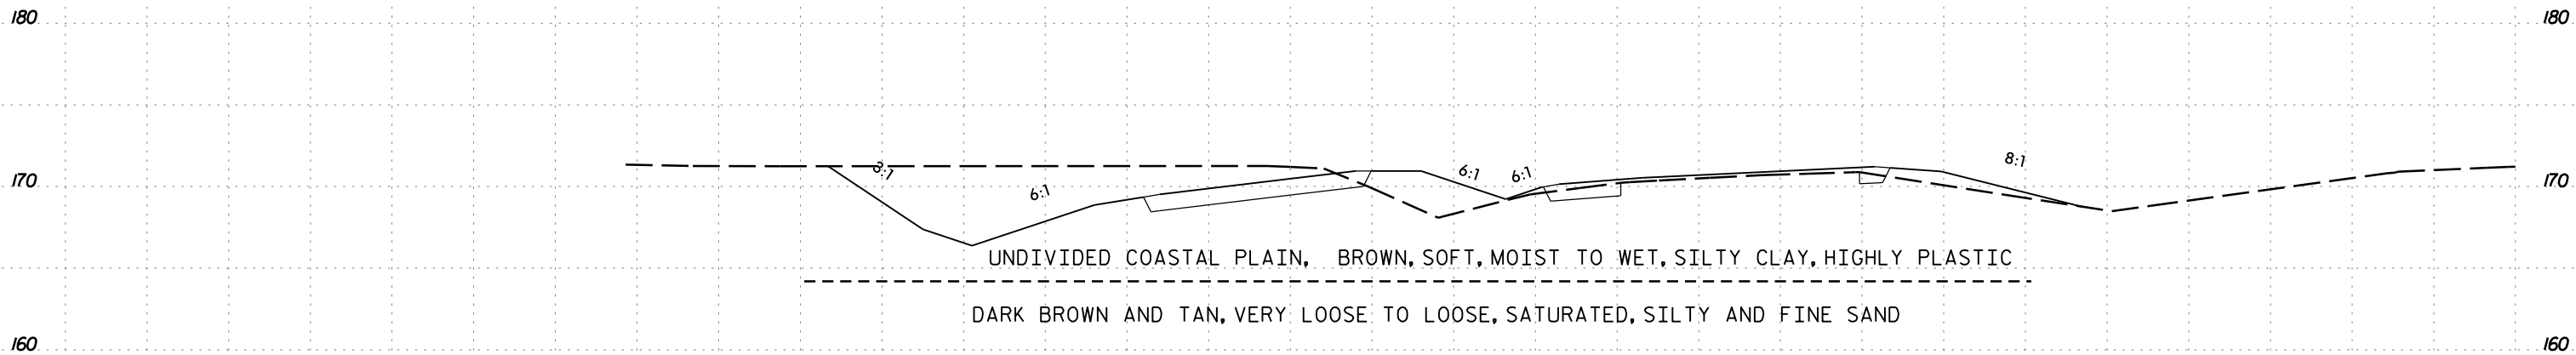 180 180
8:1 6:1 6:1 6:1 8:1
170 170
UNDIVIDED COASTAL PLAIN, BROWN, SOFT, MOIST TO WET, SILTY CLAY, HIGHLY PLASTIC
DARK BROWN AND TAN, VERY LOOSE TO LOOSE, SATURATED, SILTY AND FINE SAND
160 160